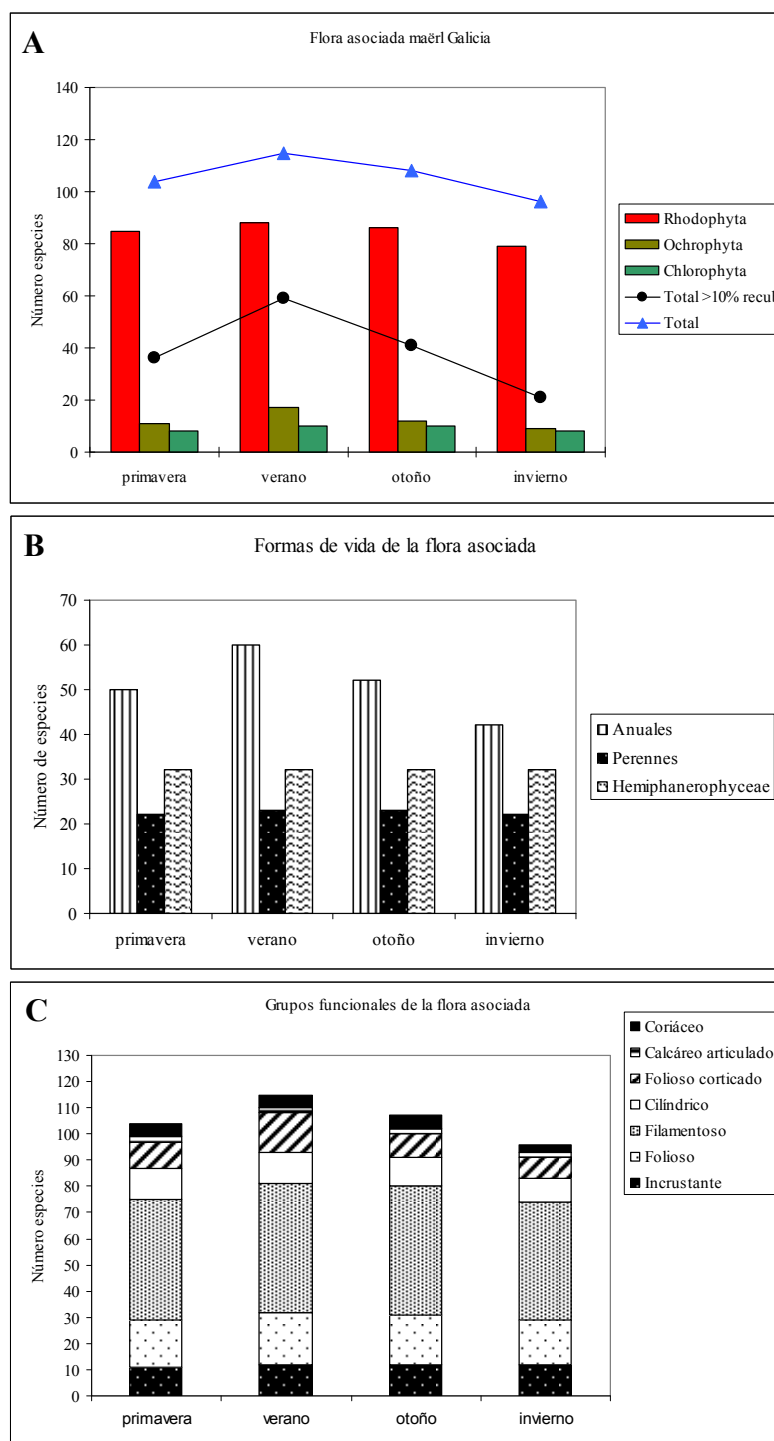 A
Flora asociada maërl Galicia
Número especies
140
120
100
80
60
40
20
0
primavera verano otoño invierno
Rhodophyta
Ochrophyta
Chlorophyta
Total >10% recub
Total
B
Formas de vida de la flora asociada
Número de especies
70
60
50
40
30
20
10
0
primavera verano otoño invierno
Anuales
Perennes
Hemiphanerophyceae
C
Grupos funcionales de la flora asociada
Número especies
130
120
110
100
90
80
70
60
50
40
30
20
10
0
primavera verano otoño invierno
Coriáceo
Calcáreo articulado
Folioso corticado
Cilíndrico
Filamentoso
Folioso
Incrustante